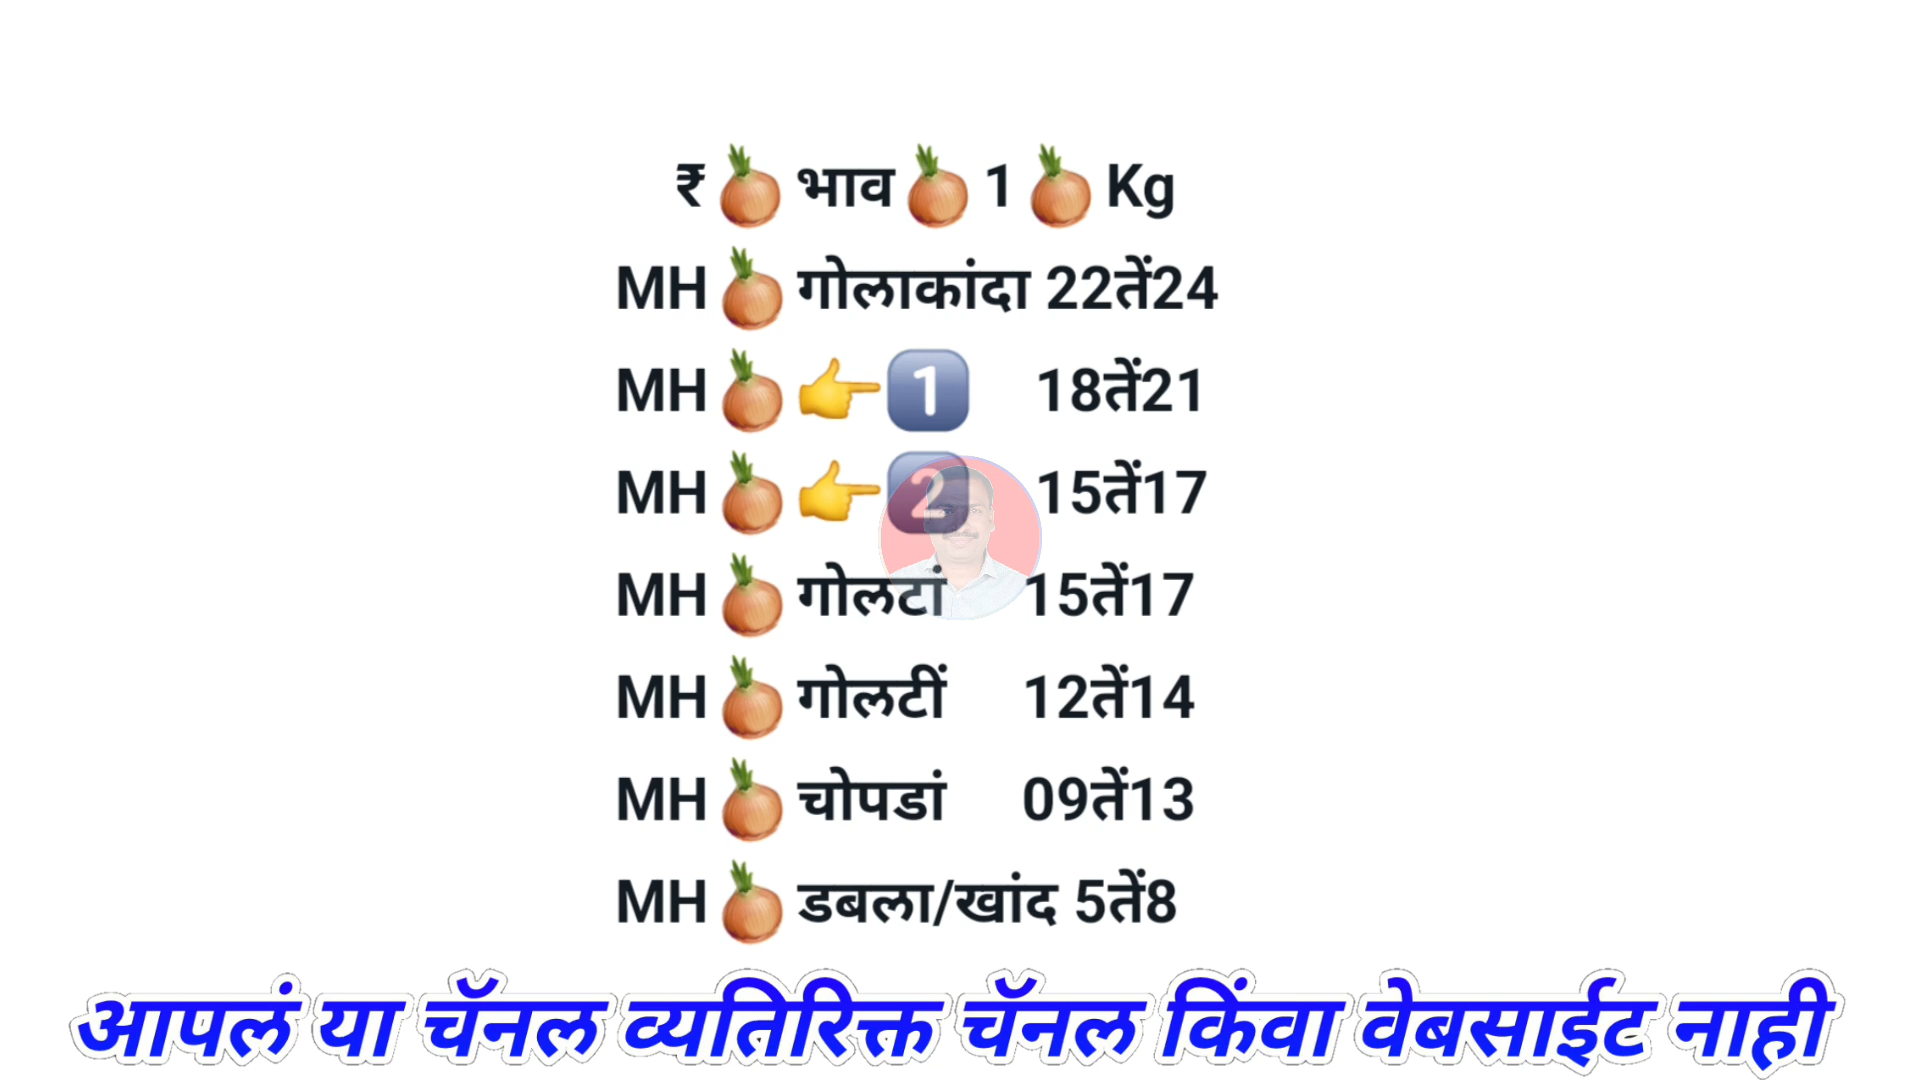 ₹🧅भाव🧅1🧅Kg
MH🧅गोलाकांदा 22तें24
MH🧅👉1️⃣ 18तें21
MH🧅👉2️⃣ 15तें17
MH🧅गोलटां 15तें17
MH🧅गोलटीं 12तें14
MH🧅चोपडां 09तें13
MH🧅डबला/खांद 5तें8
आपलं या चॅनल व्यतिरिक्त चॅनल किंवा वेबसाईट नाही